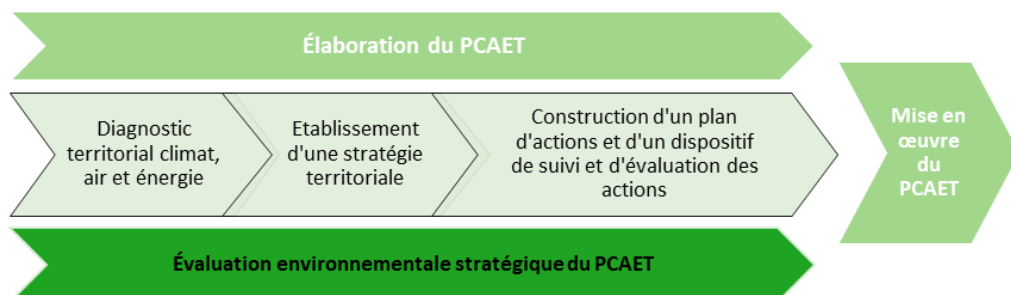 Élaboration du PCAET
Diagnostic
territorial climat,
air et énergie
Etablissement
d'une stratégie
territoriale
Construction d'un plan
d'actions et d'un dispositif
de suivi et d'évaluation des
actions
Mise en
œuvre
du
PCAET
Évaluation environnementale stratégique du PCAET